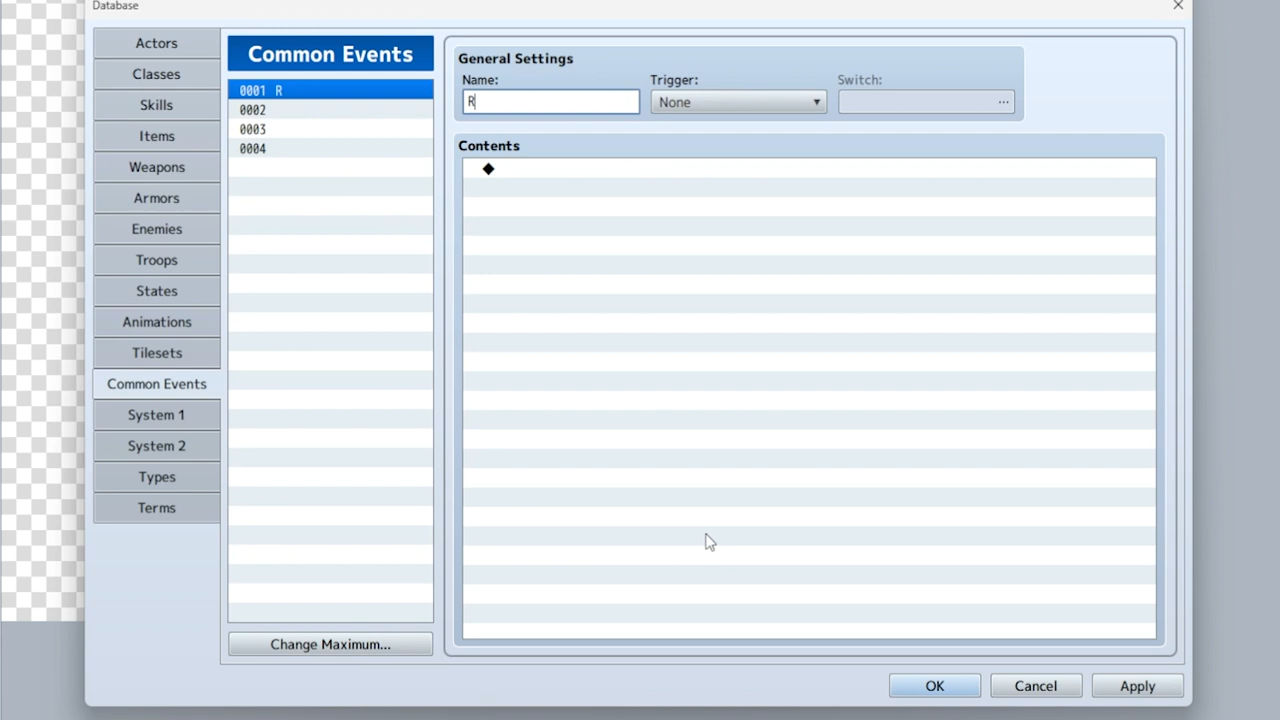 Database
Actors
Classes
Skills
Items
Weapons
Armors
Enemies
Troops
States
Animations
Tilesets
Common Events
System 1
System 2
Types
Terms
Common Events
0001 R
0002
0003
0004
Change Maximum...
General Settings
Name:
R
Trigger:
None
Switch:
...
Contents
OK
Cancel
Apply